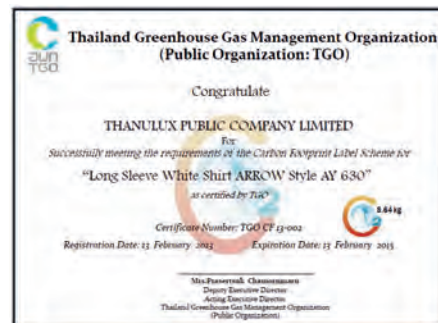 Thailand Greenhouse Gas Management Organization
(Public Organization: TGO)
TGO
Congratulate
THANULUX PUBLIC COMPANY LIMITED
For
Successfully meeting the requirements of the Carbon Footprint Label Scheme for
"Long Sleeve White Shirt ARROW Style AY 630"
as certified by TGO
Certificate Number: TGO CF 13-002
Registration Date: 13 February 2013 Expiration Date: 13 February 2015
Deputy Executive Director
Acting Executive Director
Thailand Greenhouse Gas Management Organization
(Public Organization)